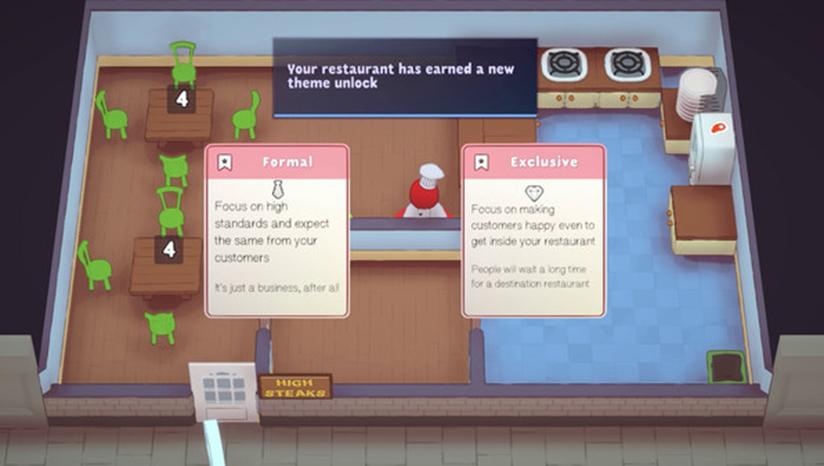 Your restaurant has earned a new
theme unlock
4
Formal
Focus on high
standards and expect
the same from your
customers
It's just a business, after all
Exclusive
Focus on making
customers happy even to
get inside your restaurant
People will wait a long time
for a destination restaurant
4
HIGH
STEAKS